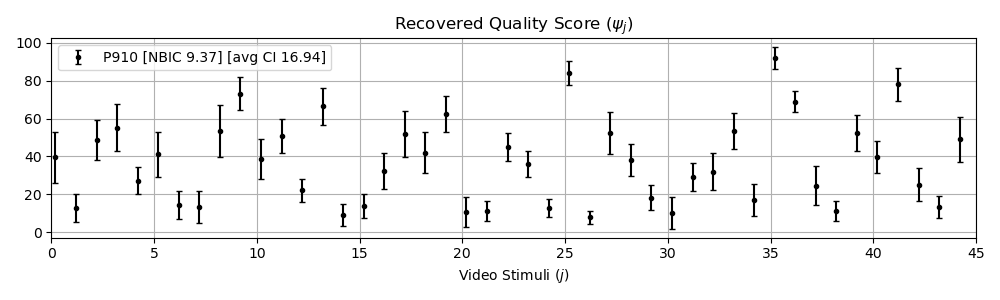 Recovered Quality Score (ψj)
P910 [NBIC 9.37] [avg CI 16.94]
100
80
60
40
20
0
0 5 10 15 20 25 30 35 40 45
Video Stimuli (j)